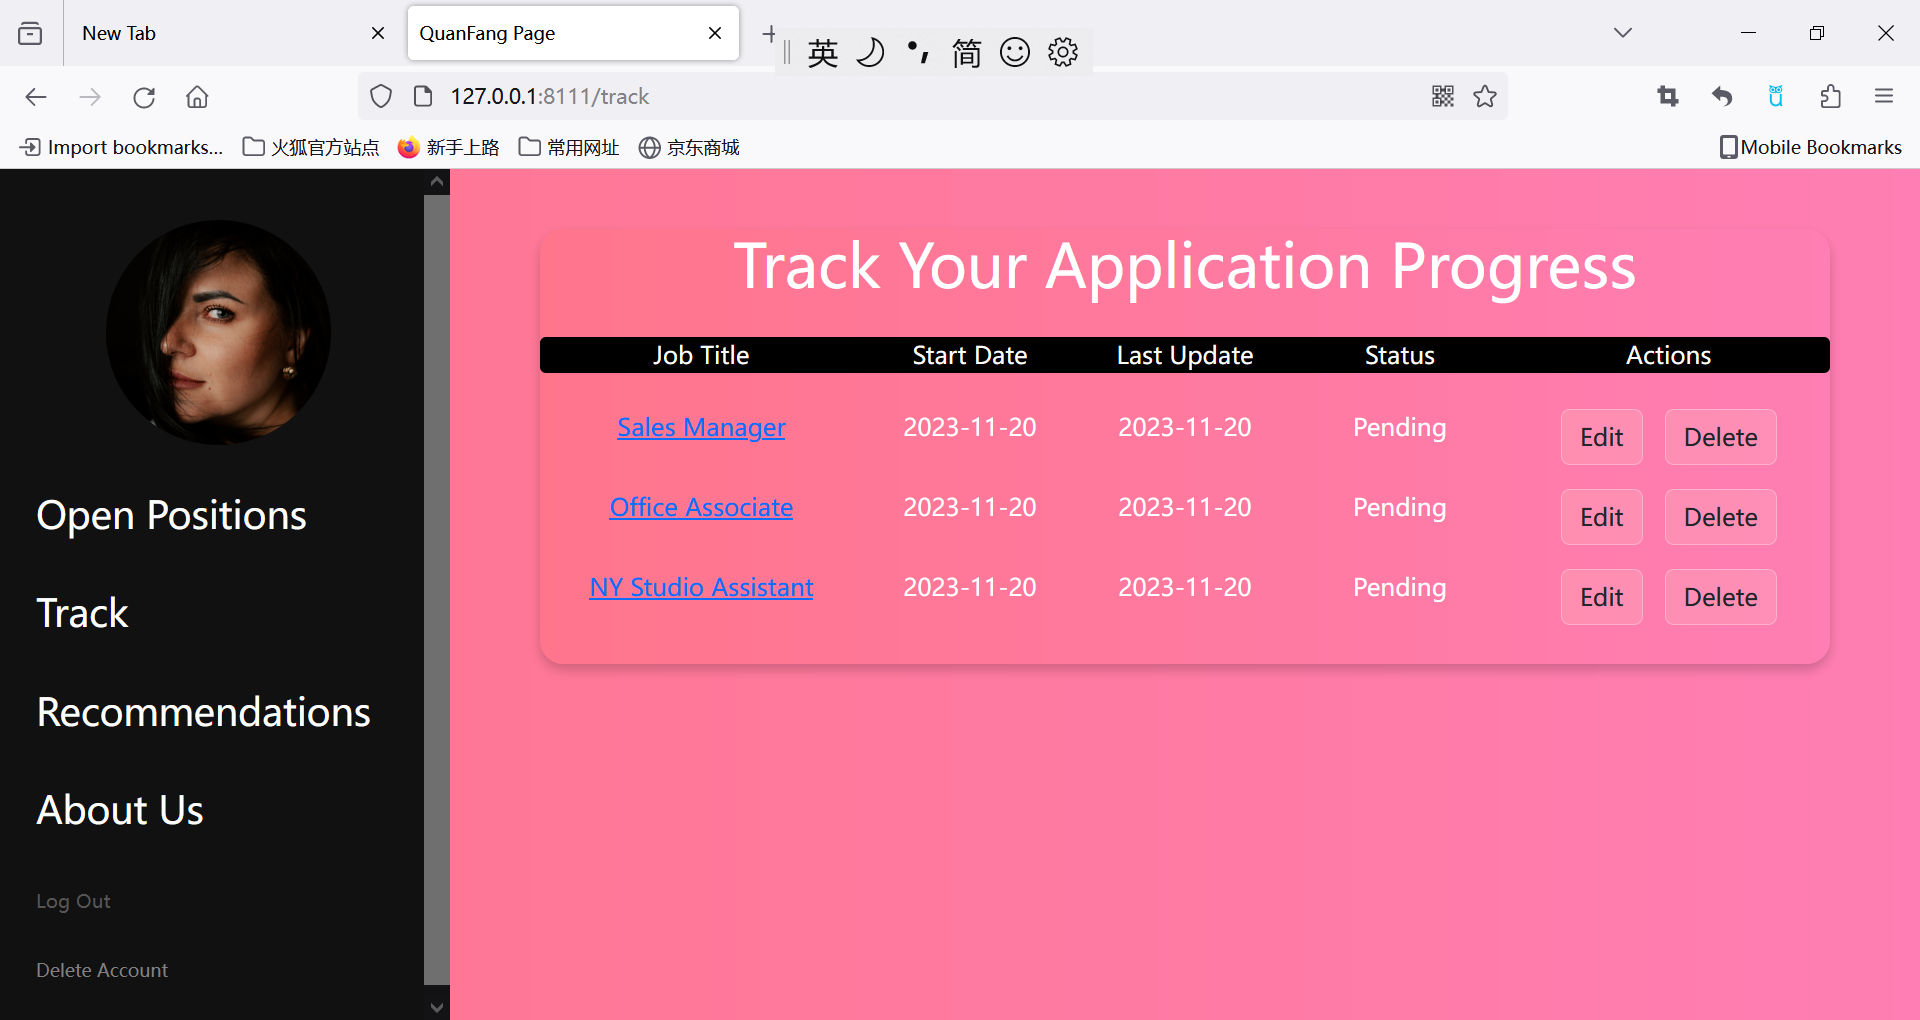 New Tab
QuanFang Page
英 简
127.0.0.1:8111/track
Import bookmarks... 火狐官方站点 新手上路 常用网址 京东商城 Mobile Bookmarks
Track Your Application Progress
Job Title Start Date Last Update Status Actions
Sales Manager 2023-11-20 2023-11-20 Pending Edit Delete
Office Associate 2023-11-20 2023-11-20 Pending Edit Delete
NY Studio Assistant 2023-11-20 2023-11-20 Pending Edit Delete
Open Positions
Track
Recommendations
About Us
Log Out
Delete Account